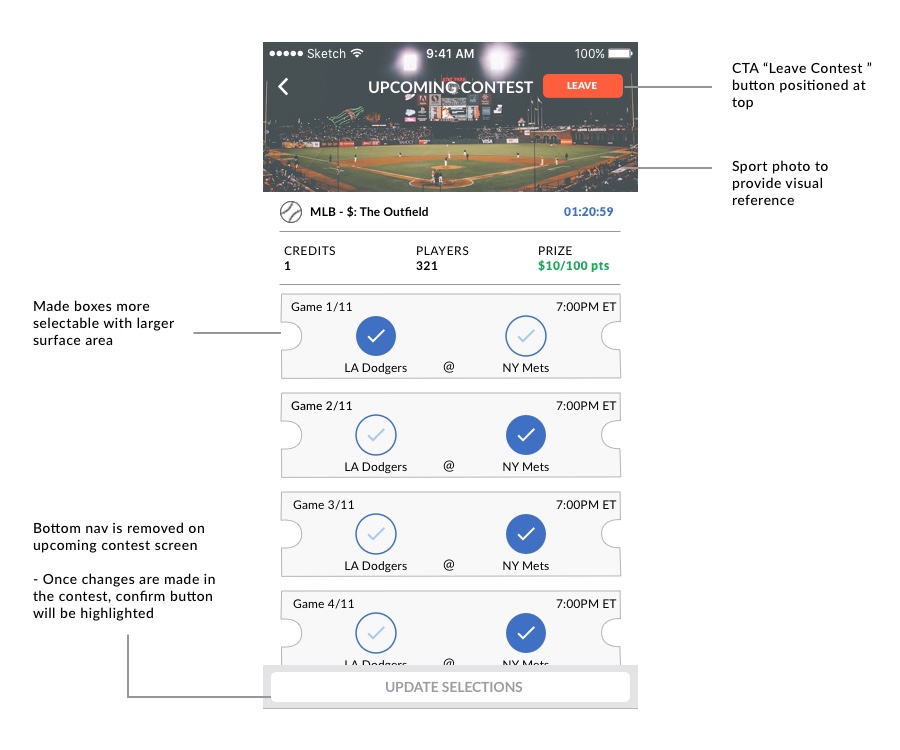 Sketch
9:41 AM
100%
UPCOMING CONTEST
LEAVE
VISA
CTA “Leave Contest ”
button positioned at
top
Sport photo to
provide visual
reference
MLB - $: The Outfield
01:20:59
CREDITS
PLAYERS
PRIZE
1
321
$10/100 pts
Made boxes more
selectable with larger
surface area
Game 1/11
7:00PM ET
LA Dodgers @ NY Mets
Game 2/11
7:00PM ET
LA Dodgers @ NY Mets
Game 3/11
7:00PM ET
LA Dodgers @ NY Mets
Game 4/11
7:00PM ET
LA Dodgers @ NY Mets
Bottom nav is removed on
upcoming contest screen
- Once changes are made in
the contest, confirm button
will be highlighted
UPDATE SELECTIONS